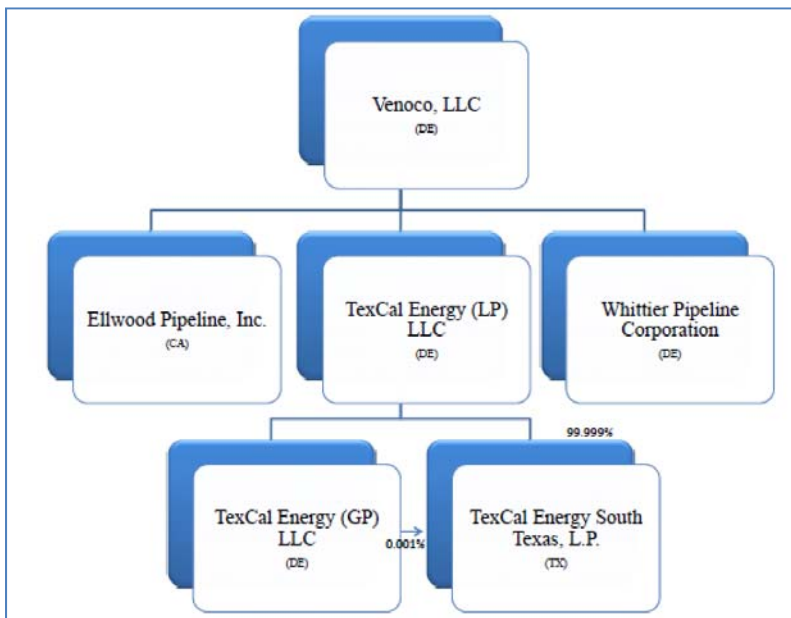 Venoco, LLC
(DE)
Ellwood Pipeline, Inc.
(CA)
TexCal Energy (LP)
LLC
(DE)
Whittier Pipeline
Corporation
(DE)
99.999%
TexCal Energy (GP)
LLC
(DE)
0.001%
TexCal Energy South
Texas, L.P.
(TX)